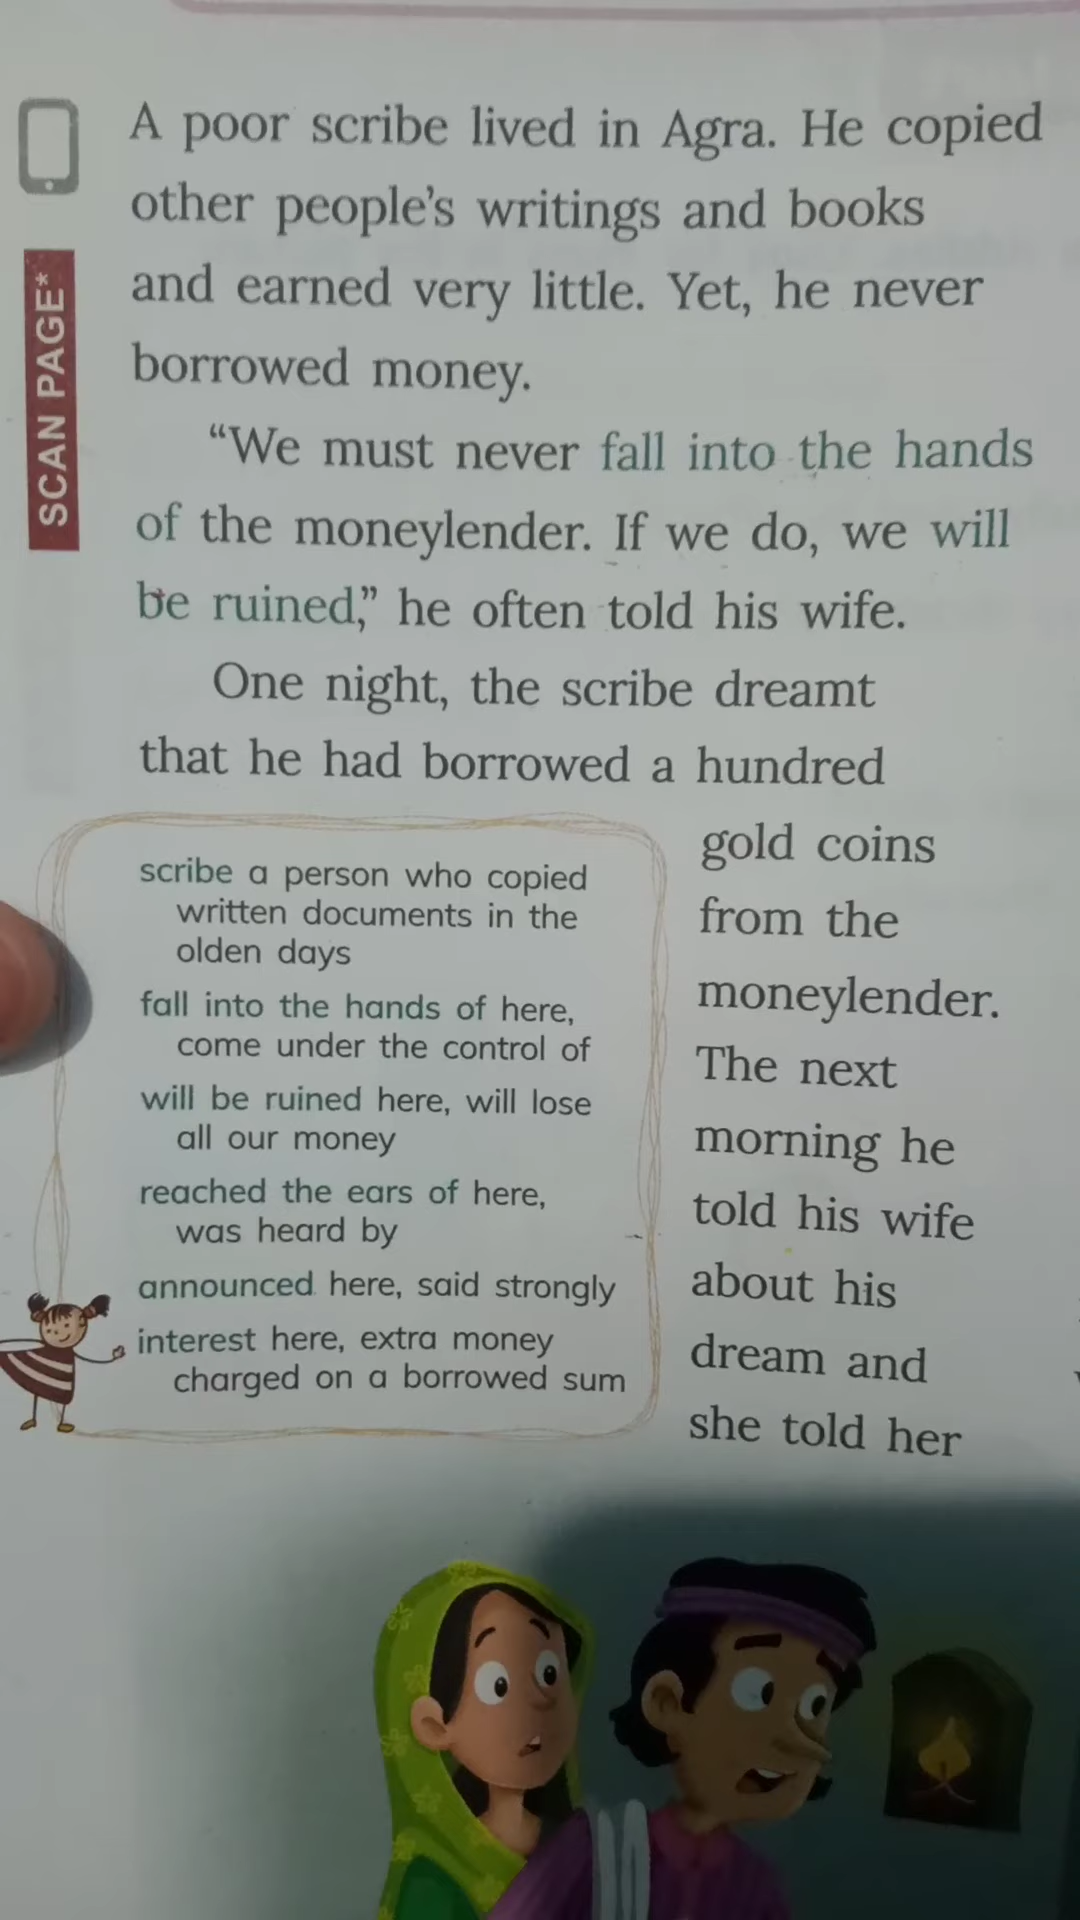 SCAN PAGE*
A poor scribe lived in Agra. He copied
other people's writings and books
and earned very little. Yet, he never
borrowed money.
“We must never fall into the hands
of the moneylender. If we do, we will
be ruined,” he often told his wife.
One night, the scribe dreamt
that he had borrowed a hundred
gold coins
from the
moneylender.
The next
morning he
told his wife
about his
dream and
she told her
scribe a person who copied
written documents in the
olden days
fall into the hands of here,
come under the control of
will be ruined here, will lose
all our money
reached the ears of here,
was heard by
announced here, said strongly
interest here, extra money
charged on a borrowed sum